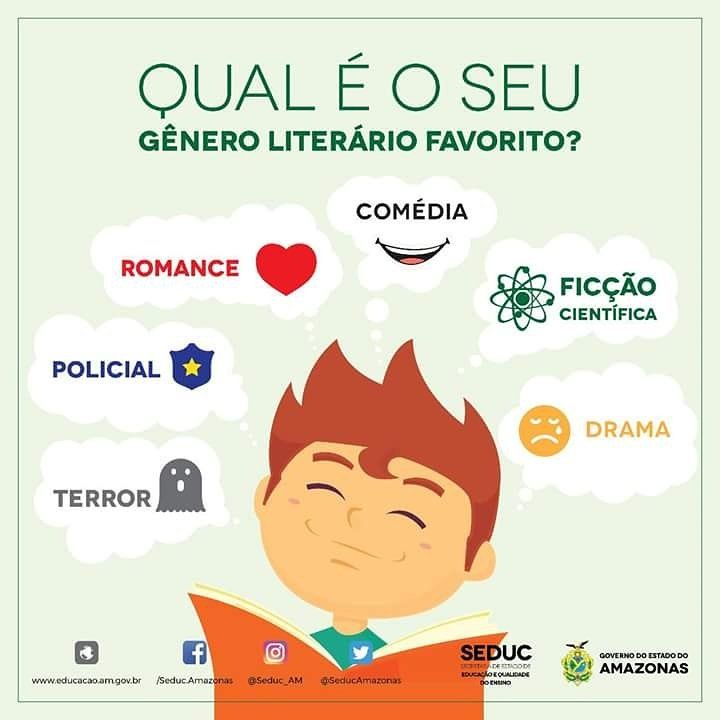 QUAL É O SEU
GÊNERO LITERÁRIO FAVORITO?
COMÉDIA
ROMANCE
FICÇÃO
CIENTÍFICA
POLICIAL
DRAMA
TERROR
www.educacao.am.gov.br
/Seduc.Amazonas
@Seduc_AM
@SeducAmazonas
SEDUC
SECRETARIA DE ESTADO DE
EDUCAÇÃO E QUALIDADE
DO ENSINO
GOVERNO DO ESTADO DO
AMAZONAS